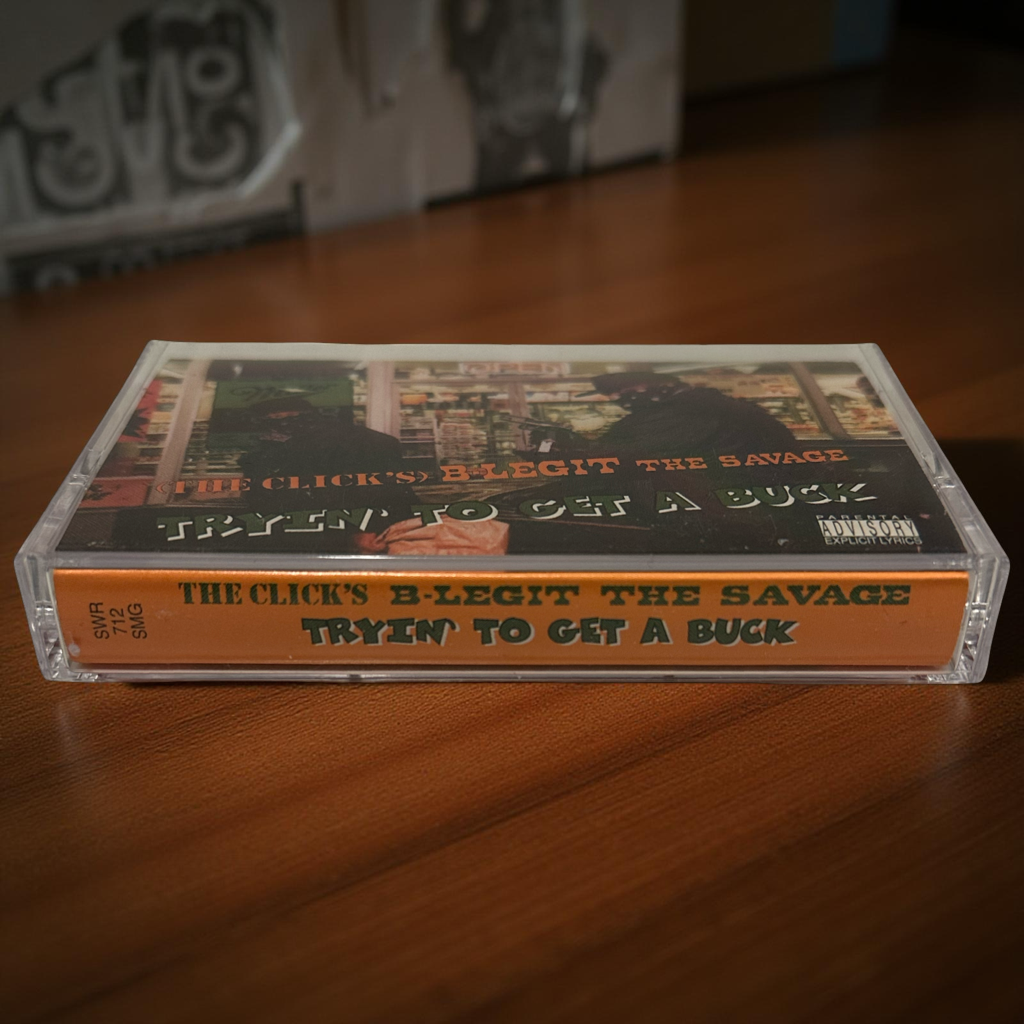 (THE CLICK'S) B-LEGIT THE SAVAGE
TRYIN' TO GET A BUCK
PARENTAL
ADVISORY
EXPLICIT LYRICS
SWR
712
SMG
THE CLICK'S B-LEGIT THE SAVAGE
TRYIN' TO GET A BUCK